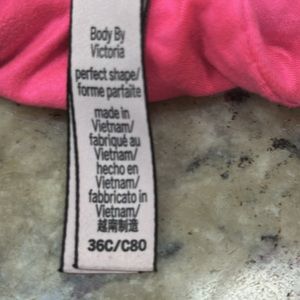 Body By
Victoria
perfect shape/
forme parfaite
made in
Vietnam/
fabriqué au
Vietnam/
hecho en
Vietnam/
fabbricato in
Vietnam/
越南制造
36C/C80